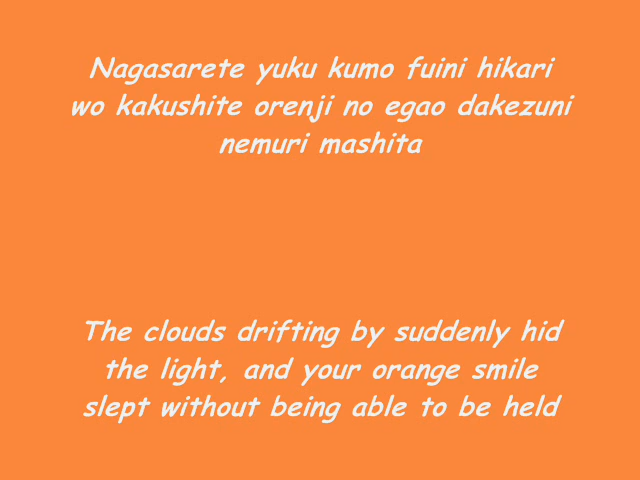 Nagasarete yuku kumo fuini hikari
wo kakushite orenji no egao dakezuni
nemuri mashita
The clouds drifting by suddenly hid
the light, and your orange smile
slept without being able to be held